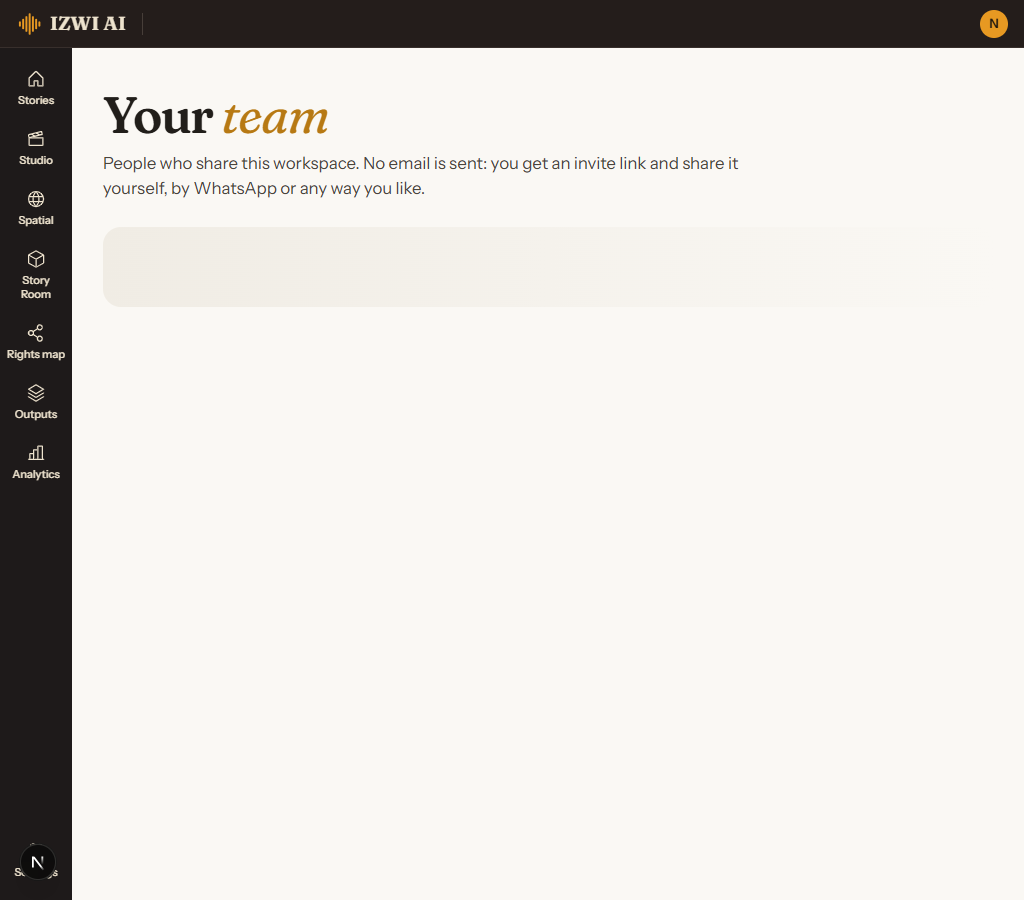 IZWI AI
N
Stories
Studio
Spatial
Story
Room
Rights map
Outputs
Analytics
Your team
People who share this workspace. No email is sent: you get an invite link and share it
yourself, by WhatsApp or any way you like.
N